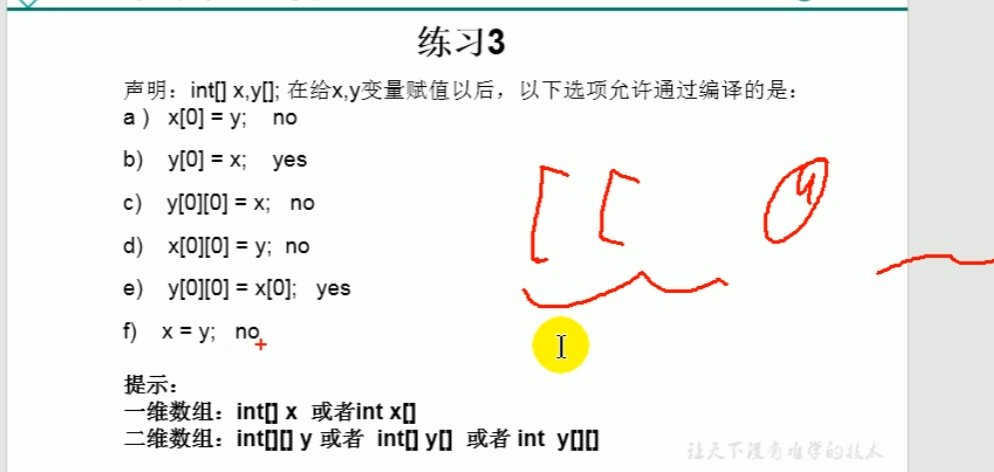 练习3
声明：int[] x,y[]; 在给x,y变量赋值以后，以下选项允许通过编译的是：
a ) x[0] = y; no
b) y[0] = x; yes
c) y[0][0] = x; no
d) x[0][0] = y; no
e) y[0][0] = x[0]; yes
f) x = y; no
提示：
一维数组：int[] x 或者int x[]
二维数组：int[][] y 或者 int[] y[] 或者 int y[][]
让天下没有难学的技术